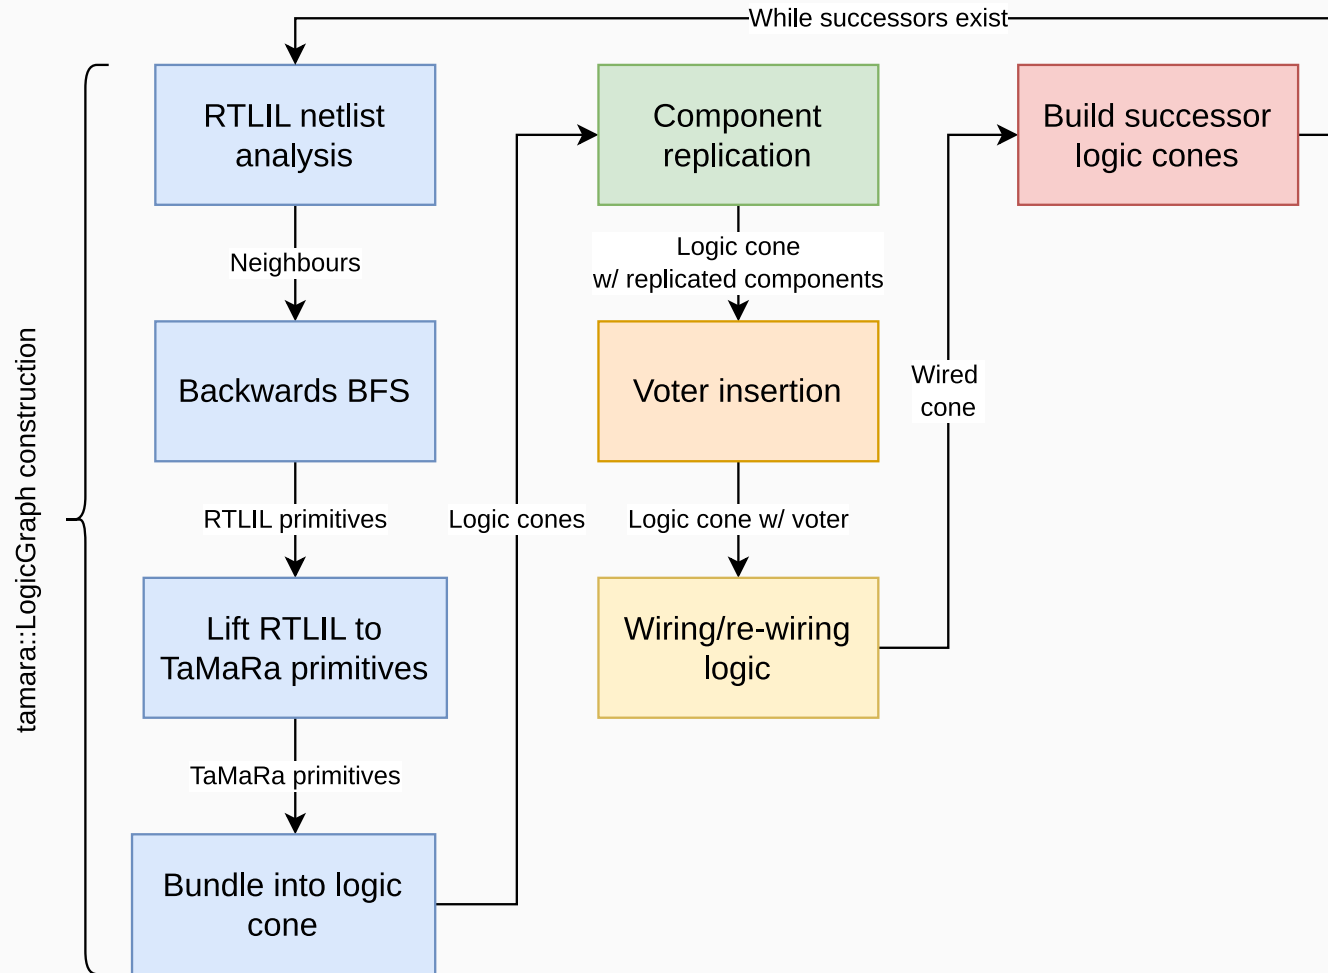 While successors exist
tamara::LogicGraph construction
RTLIL netlist
analysis
Neighbours
Backwards BFS
RTLIL primitives
Lift RTLIL to
TaMaRa primitives
TaMaRa primitives
Bundle into logic
cone
Logic cones
Component
replication
Logic cone
w/ replicated components
Voter insertion
Logic cone w/ voter
Wiring/re-wiring
logic
Wired
cone
Build successor
logic cones